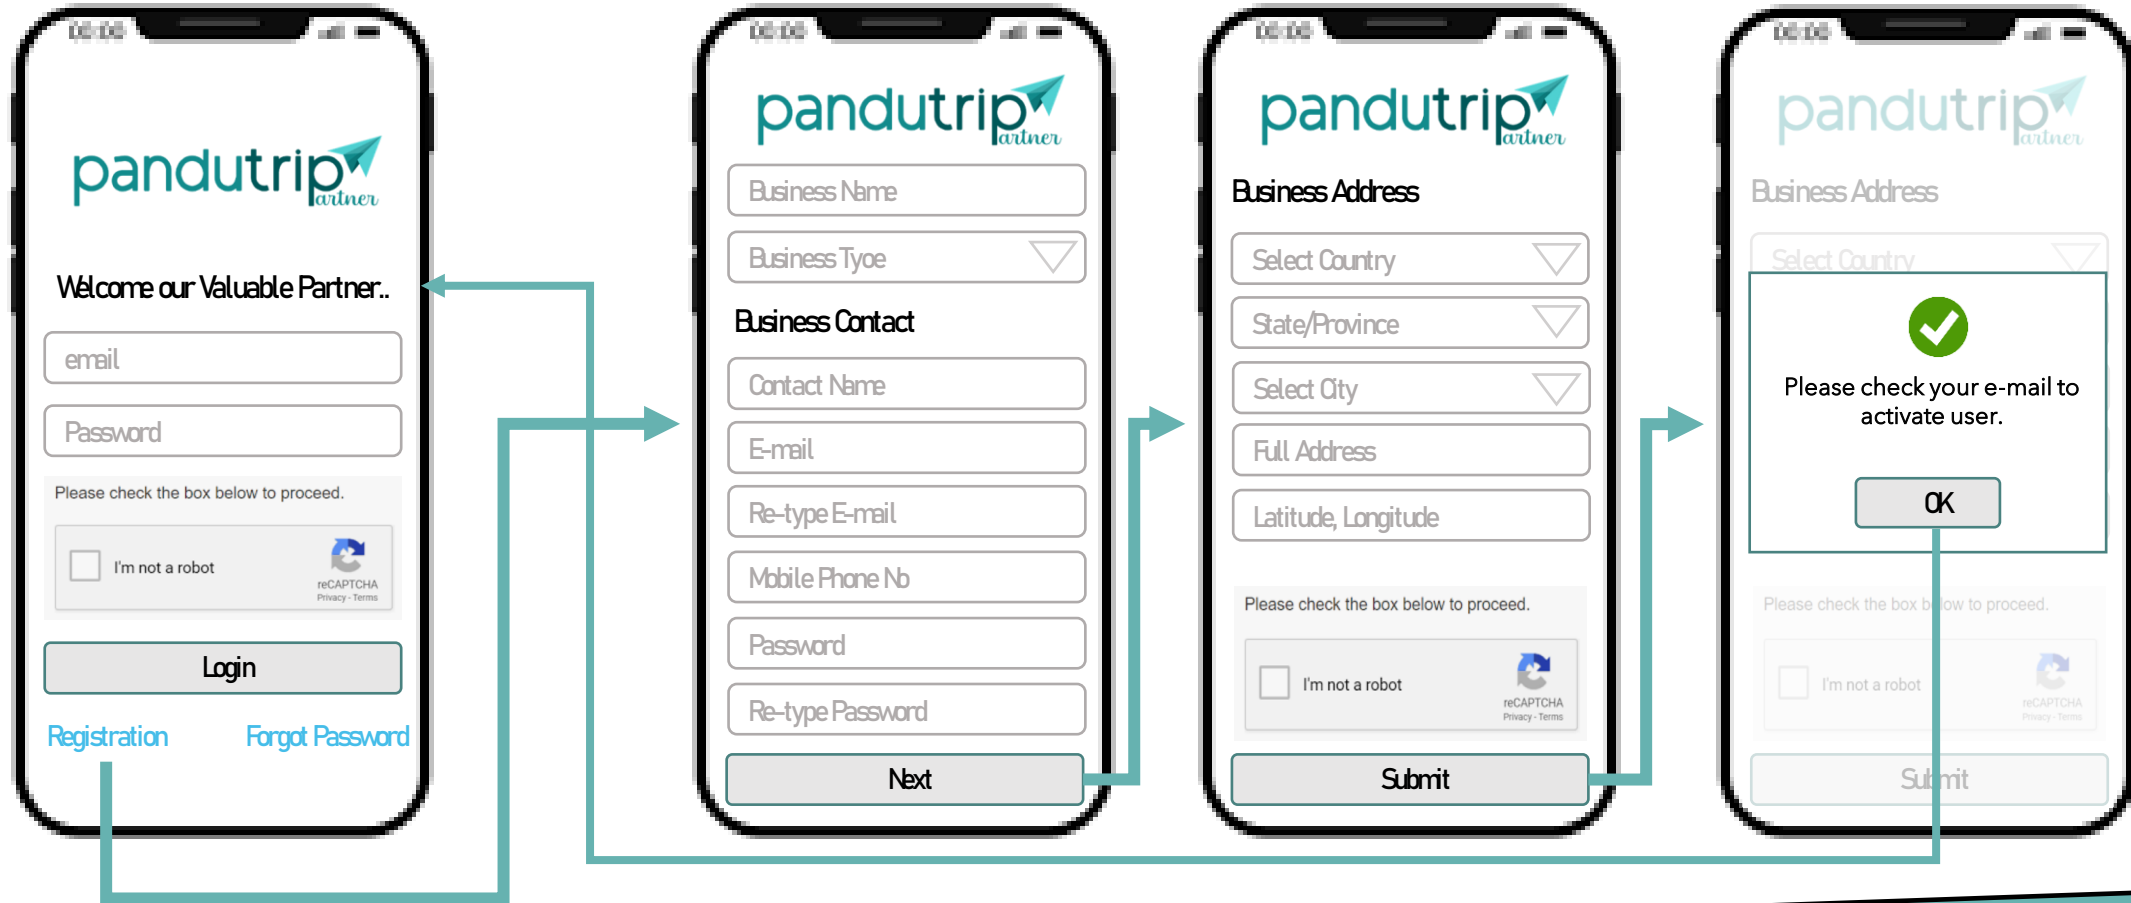 00:00
pandutrip
artner
Welcome our Valuable Partner..
email
Password
Please check the box below to proceed.
I'm not a robot
reCAPTCHA
Privacy - Terms
Login
Registration
Forgot Password
00:00
pandutrip
artner
Business Name
Business Tyoe
Business Contact
Contact Name
E-mail
Re-type E-mail
Mobile Phone No
Password
Re-type Password
Next
00:00
pandutrip
artner
Business Address
Select Country
State/Province
Select City
Full Address
Latitude, Longitude
Please check the box below to proceed.
I'm not a robot
reCAPTCHA
Privacy - Terms
Submit
00:00
pandutrip
artner
Business Address
Select Country
Please check your e-mail to
activate user.
OK
Please check the box below to proceed.
I'm not a robot
reCAPTCHA
Privacy - Terms
Submit